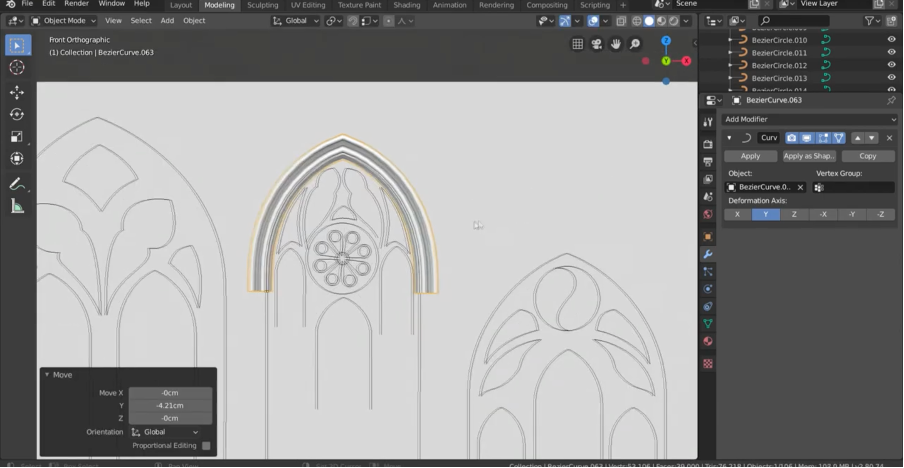 File Edit Render Window Help Layout Modeling Sculpting UV Editing Texture Paint Shading Animation Rendering Compositing Scripting + Scene View Layer
Object Mode View Select Add Object Global
Front Orthographic
(1) Collection | BezierCurve.063
Z
Y
X
BezierCircle.010
BezierCircle.011
BezierCircle.012
BezierCircle.013
BezierCurve.063
Add Modifier
Curv
Apply Apply as Shap.. Copy
Object: Vertex Group:
BezierCurve.0..
Deformation Axis:
X Y Z -X -Y -Z
Move
Move X -0cm
Y -4.21cm
Z -0cm
Orientation Global
Proportional Editing